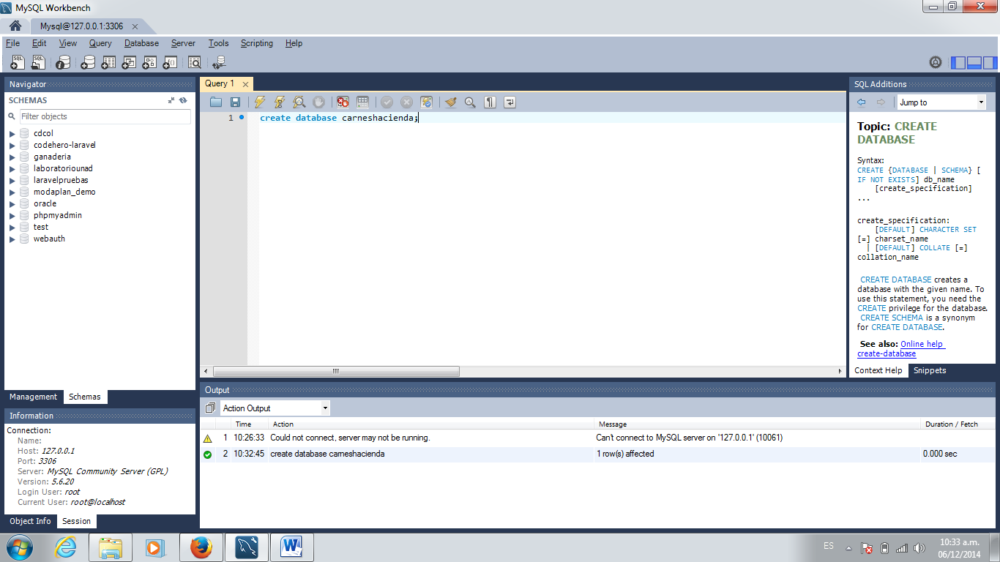 MySQL Workbench
Mysql@127.0.0.1:3306
File Edit View Query Database Server Tools Scripting Help
Navigator
SCHEMAS
Filter objects
cdcol
codehero-laravel
ganaderia
laboratoriounad
laravelpruebas
modaplan_demo
oracle
phpmyadmin
test
webauth
Management Schemas
Information
Connection:
Name:
Host: 127.0.0.1
Port: 3306
Server: MySQL Community Server (GPL)
Version: 5.6.20
Login User: root
Current User: root@localhost
Object Info Session
Query 1
1 create database carneshacienda;
SQL Additions
Jump to
Topic: CREATE
DATABASE
Syntax:
CREATE {DATABASE | SCHEMA} [
IF NOT EXISTS] db_name
[create_specification]
...
create_specification:
[DEFAULT] CHARACTER SET
[=] charset_name
| [DEFAULT] COLLATE [=]
collation_name
CREATE DATABASE creates a
database with the given name. To
use this statement, you need the
CREATE privilege for the database.
CREATE SCHEMA is a synonym
for CREATE DATABASE.
See also: Online help
create-database
Context Help Snippets
Output
Action Output
Time Action Message Duration / Fetch
1 10:26:33 Could not connect, server may not be running. Can't connect to MySQL server on '127.0.0.1' (10061)
2 10:32:45 create database carneshacienda 1 row(s) affected 0.000 sec
ES
10:33 a.m.
06/12/2014